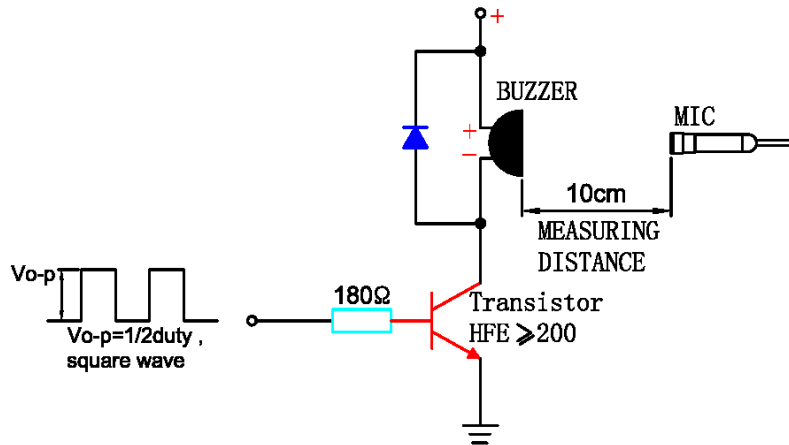 +
BUZZER
+
−
MIC
10cm
MEASURING
DISTANCE
Vo-p
Vo-p=1/2duty ,
square wave
180Ω
Transistor
HFE ⩾200